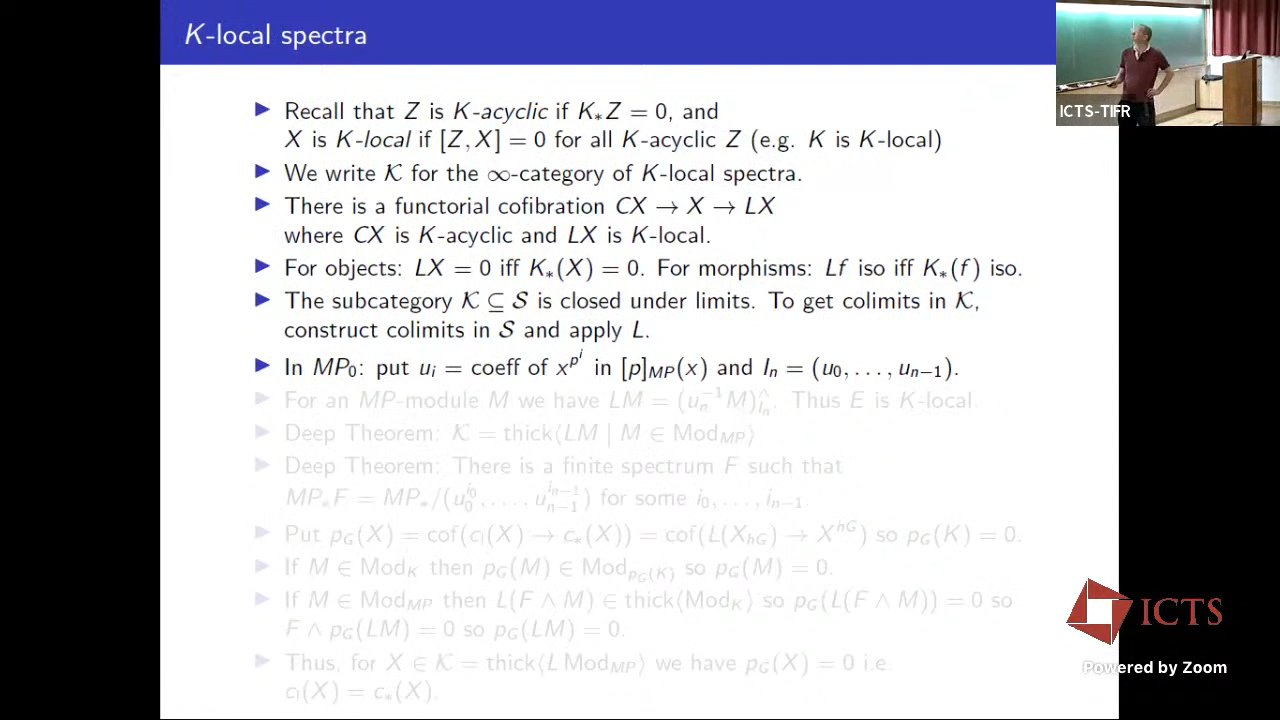 K-local spectra
ICTS-TIFR
▶ Recall that Z is K-acyclic if K_*Z = 0, and
X is K-local if [Z, X] = 0 for all K-acyclic Z (e.g. K is K-local)
▶ We write 𝒦 for the ∞-category of K-local spectra.
▶ There is a functorial cofibration CX → X → LX
where CX is K-acyclic and LX is K-local.
▶ For objects: LX = 0 iff K_*(X) = 0. For morphisms: Lf iso iff K_*(f) iso.
▶ The subcategory 𝒦 ⊆ 𝒮 is closed under limits. To get colimits in 𝒦,
construct colimits in 𝒮 and apply L.
▶ In MP_0: put u_i = coeff of x^{p^i} in [p]_{MP}(x) and I_n = (u_0, . . . , u_{n−1}).
▶ For an MP-module M we have LM = (u_n^{−1}M)^∧_{I_n}. Thus E is K-local.
▶ Deep Theorem: 𝒦 = thick⟨LM | M ∈ Mod_{MP}⟩
▶ Deep Theorem: There is a finite spectrum F such that
MP_*F = MP_*/(u_0^{i_0}, . . . , u_{n−1}^{i_{n−1}}) for some i_0, . . . , i_{n−1}.
▶ Put p_G(X) = cof(c_!(X) → c_*(X)) = cof(L(X_{hG}) → X^{hG}) so p_G(K) = 0.
▶ If M ∈ Mod_K then p_G(M) ∈ Mod_{p_G(K)} so p_G(M) = 0.
▶ If M ∈ Mod_{MP} then L(F ∧ M) ∈ thick⟨Mod_K⟩ so p_G(L(F ∧ M)) = 0 so
F ∧ p_G(LM) = 0 so p_G(LM) = 0.
▶ Thus, for X ∈ 𝒦 = thick⟨L Mod_{MP}⟩ we have p_G(X) = 0 i.e.
c_!(X) = c_*(X).
ICTS
Powered by Zoom